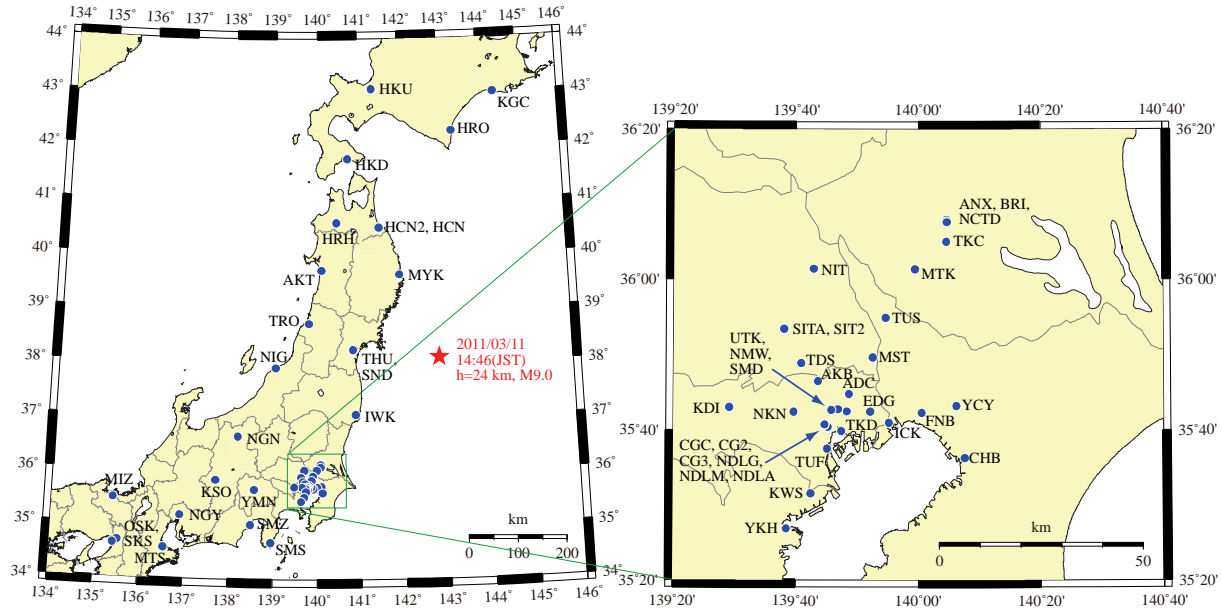 134° 135° 136° 137° 138° 139° 140° 141° 142° 143° 144° 145° 146°
44° 44°
43° 43°
42° 42°
41° 41°
40° 40°
39° 39°
38° 38°
37° 37°
36° 36°
35° 35°
34° 34°
134° 135° 136° 137° 138° 139° 140° 141° 142° 143° 144° 145°
HKU
KGC
HRO
HKD
HCN2, HCN
HRH
MYK
AKT
TRO
2011/03/11
14:46(JST)
h=24 km, M9.0
NIG
THU,
SND
IWK
NGN
MIZ
KSO
YMN
NGY
SMZ
OSK,
SKS
MTS
SMS
km
0 100 200
139°20' 139°40' 140°00' 140°20' 140°40'
36°20' 36°20'
36°00' 36°00'
35°40' 35°40'
35°20' 35°20'
139°20' 139°40' 140°00' 140°20' 140°40'
ANX, BRI,
NCTD
TKC
NIT
MTK
TUS
SITA, SIT2
UTK,
NMW,
SMD
MST
TDS
AKB
ADC
EDG
KDI
NKN
YCY
FNB
TKD
ICK
CGC, CG2,
CG3, NDLG,
NDLM, NDLA
TUF
CHB
KWS
YKH
km
0 50